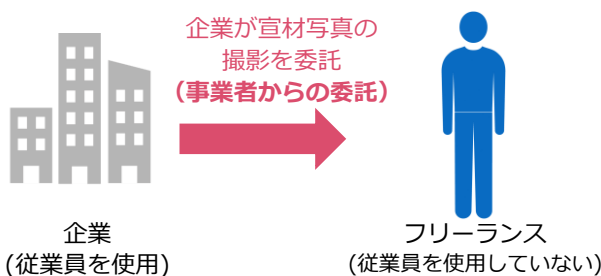 企業が宣材写真の
撮影を委託
（事業者からの委託）
企業
(従業員を使用)
フリーランス
(従業員を使用していない)